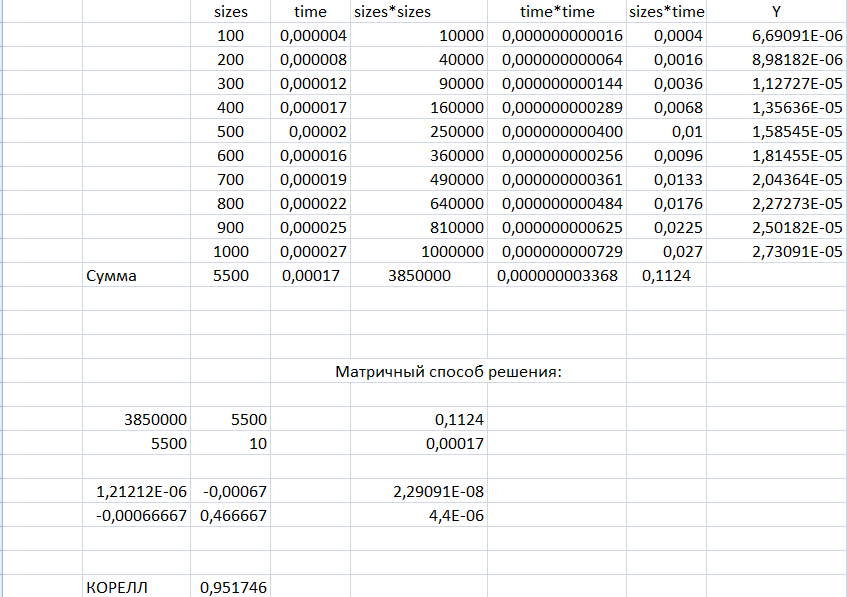 sizes time sizes*sizes time*time sizes*time Y
100 0,000004 10000 0,000000000016 0,0004 6,69091E-06
200 0,000008 40000 0,000000000064 0,0016 8,98182E-06
300 0,000012 90000 0,000000000144 0,0036 1,12727E-05
400 0,000017 160000 0,000000000289 0,0068 1,35636E-05
500 0,00002 250000 0,000000000400 0,01 1,58545E-05
600 0,000016 360000 0,000000000256 0,0096 1,81455E-05
700 0,000019 490000 0,000000000361 0,0133 2,04364E-05
800 0,000022 640000 0,000000000484 0,0176 2,27273E-05
900 0,000025 810000 0,000000000625 0,0225 2,50182E-05
1000 0,000027 1000000 0,000000000729 0,027 2,73091E-05
Сумма 5500 0,00017 3850000 0,000000003368 0,1124
Матричный способ решения:
3850000 5500 0,1124
5500 10 0,00017
1,21212E-06 -0,00067 2,29091E-08
-0,00066667 0,466667 4,4E-06
КОРЕЛЛ 0,951746